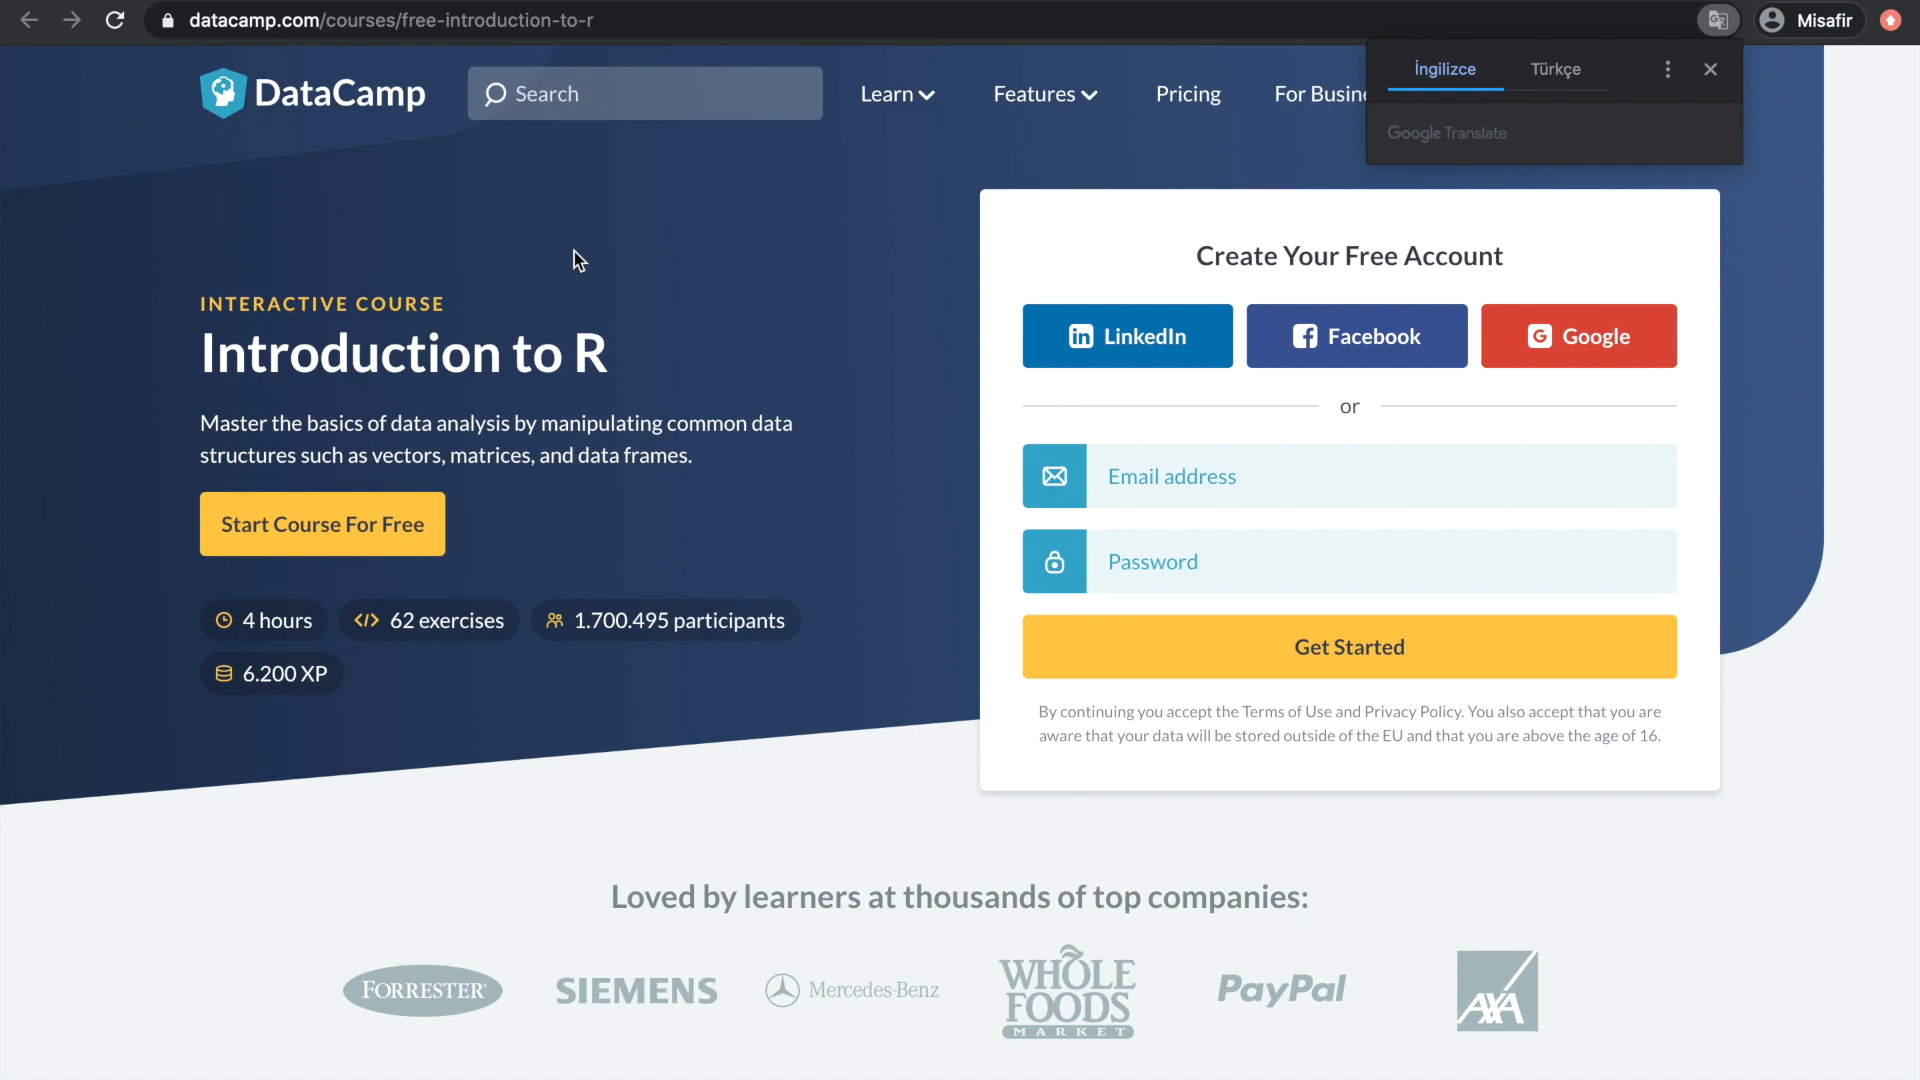 datacamp.com/courses/free-introduction-to-r
Misafir
İngilizce
Türkçe
Google Translate
DataCamp
Search
Learn
Features
Pricing
For Busine
INTERACTIVE COURSE
Introduction to R
Master the basics of data analysis by manipulating common data
structures such as vectors, matrices, and data frames.
Start Course For Free
4 hours
62 exercises
1.700.495 participants
6.200 XP
Create Your Free Account
LinkedIn
Facebook
Google
or
Email address
Password
Get Started
By continuing you accept the Terms of Use and Privacy Policy. You also accept that you are
aware that your data will be stored outside of the EU and that you are above the age of 16.
Loved by learners at thousands of top companies:
FORRESTER
SIEMENS
Mercedes-Benz
WHOLE
FOODS
MARKET
PayPal
AXA